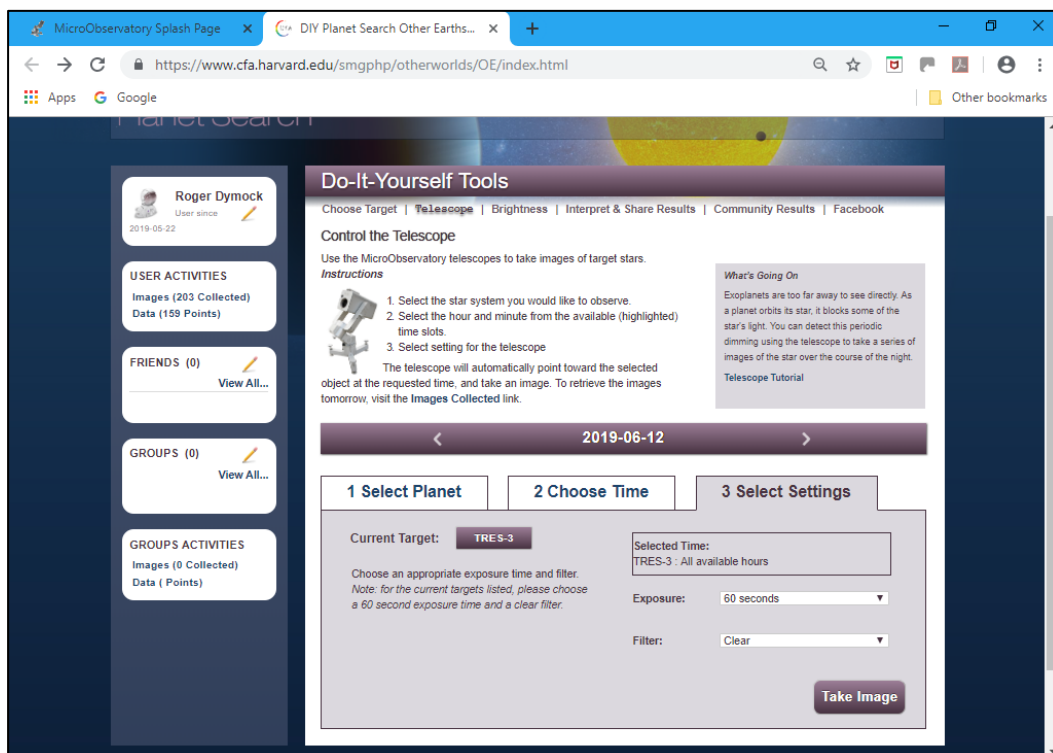 MicroObservatory Splash Page
DIY Planet Search Other Earths...
https://www.cfa.harvard.edu/smgphp/otherworlds/OE/index.html
Apps
Google
Other bookmarks
Planet Search
Roger Dymock
User since
2019-05-22
USER ACTIVITIES
Images (203 Collected)
Data (159 Points)
FRIENDS (0)
View All...
GROUPS (0)
View All...
GROUPS ACTIVITIES
Images (0 Collected)
Data ( Points)
Do-It-Yourself Tools
Choose Target | Telescope | Brightness | Interpret & Share Results | Community Results | Facebook
Control the Telescope
Use the MicroObservatory telescopes to take images of target stars.
Instructions
1. Select the star system you would like to observe.
2. Select the hour and minute from the available (highlighted)
time slots.
3. Select setting for the telescope
The telescope will automatically point toward the selected
object at the requested time, and take an image. To retrieve the images
tomorrow, visit the Images Collected link.
What's Going On
Exoplanets are too far away to see directly. As
a planet orbits its star, it blocks some of the
star's light. You can detect this periodic
dimming using the telescope to take a series of
images of the star over the course of the night.
Telescope Tutorial
2019-06-12
1 Select Planet
2 Choose Time
3 Select Settings
Current Target:
TRES-3
Choose an appropriate exposure time and filter.
Note: for the current targets listed, please choose
a 60 second exposure time and a clear filter.
Selected Time:
TRES-3 : All available hours
Exposure:
60 seconds
Filter:
Clear
Take Image